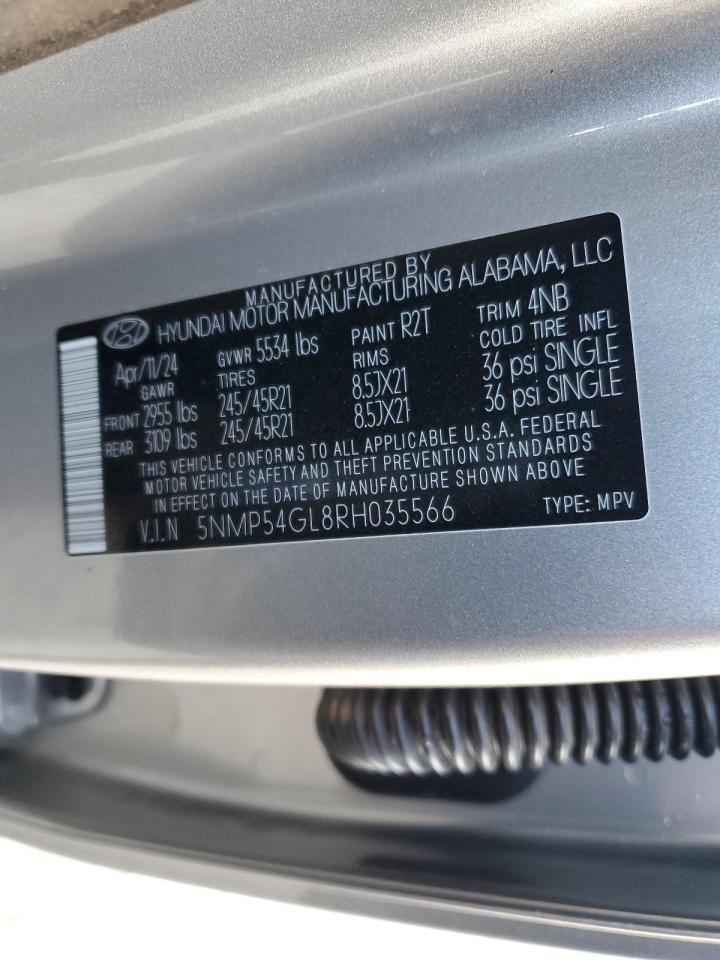 MANUFACTURED BY
HYUNDAI MOTOR MANUFACTURING ALABAMA, LLC
Apr/11/24 GVWR 5534 lbs PAINT R2T TRIM 4NB
GAWR TIRES RIMS COLD TIRE INFL
FRONT 2955 lbs 245/45R21 8.5JX21 36 psi SINGLE
REAR 3109 lbs 245/45R21 8.5JX21 36 psi SINGLE
THIS VEHICLE CONFORMS TO ALL APPLICABLE U.S.A. FEDERAL
MOTOR VEHICLE SAFETY AND THEFT PREVENTION STANDARDS
IN EFFECT ON THE DATE OF MANUFACTURE SHOWN ABOVE
V.I.N 5NMP54GL8RH035566 TYPE: MPV